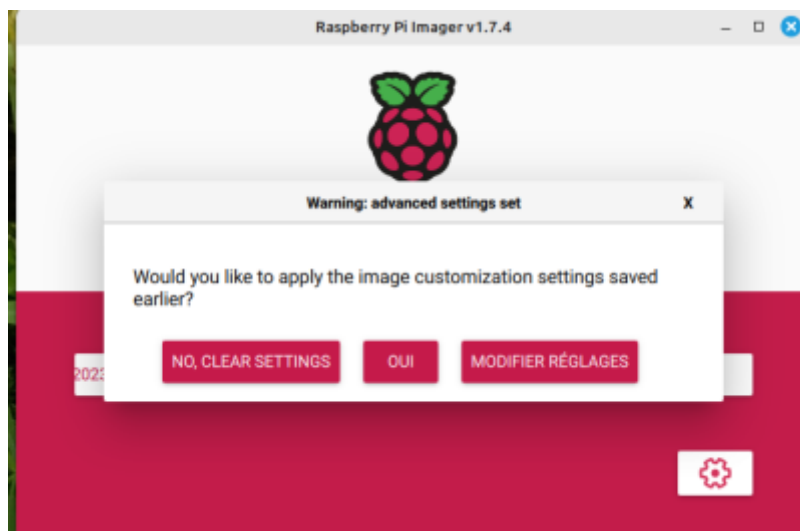 Raspberry Pi Imager v1.7.4
Warning: advanced settings set X
Would you like to apply the image customization settings saved
earlier?
NO, CLEAR SETTINGS OUI MODIFIER RÉGLAGES
2023